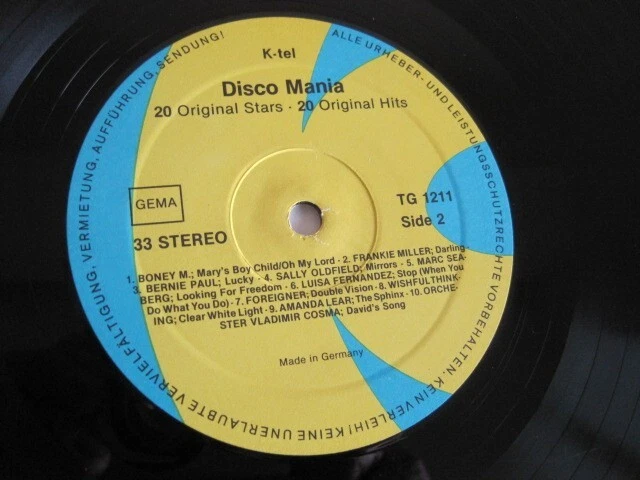 K-tel
Disco Mania
20 Original Stars · 20 Original Hits
GEMA
TG 1211
33 STEREO
Side 2
1. BONEY M.; Mary's Boy Child/Oh My Lord - 2. FRANKIE MILLER; Darling-
3. BERNIE PAUL; Lucky - 4. SALLY OLDFIELD; Mirrors - 5. MARC SEA-
BERG; Looking For Freedom - 6. LUISA FERNANDEZ; Stop (When You
Do What You Do) - 7. FOREIGNER; Double Vision - 8. WISHFULTHINK-
ING; Clear White Light - 9. AMANDA LEAR; The Sphinx - 10. ORCHE-
STER VLADIMIR COSMA; David's Song
Made in Germany
ALLE URHEBER- UND LEISTUNGSSCHUTZRECHTE VORBEHALTEN. KEIN VERLEIH! KEINE UNERLAUBTE VERVIELFÄLTIGUNG, VERMIETUNG, AUFFÜHRUNG, SENDUNG!